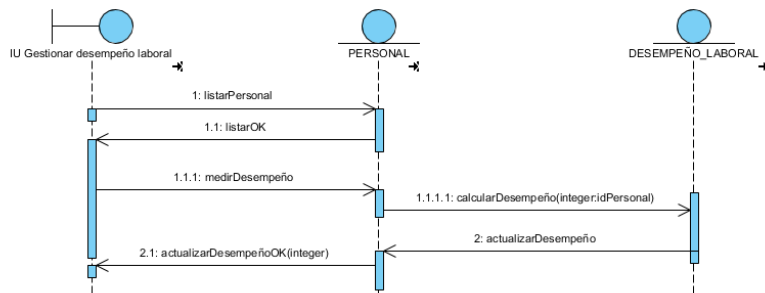 IU Gestionar desempeño laboral
PERSONAL
DESEMPEÑO_LABORAL
1: listarPersonal
1.1: listarOK
1.1.1: medirDesempeño
1.1.1.1: calcularDesempeño(integer:idPersonal)
2: actualizarDesempeño
2.1: actualizarDesempeñoOK(integer)